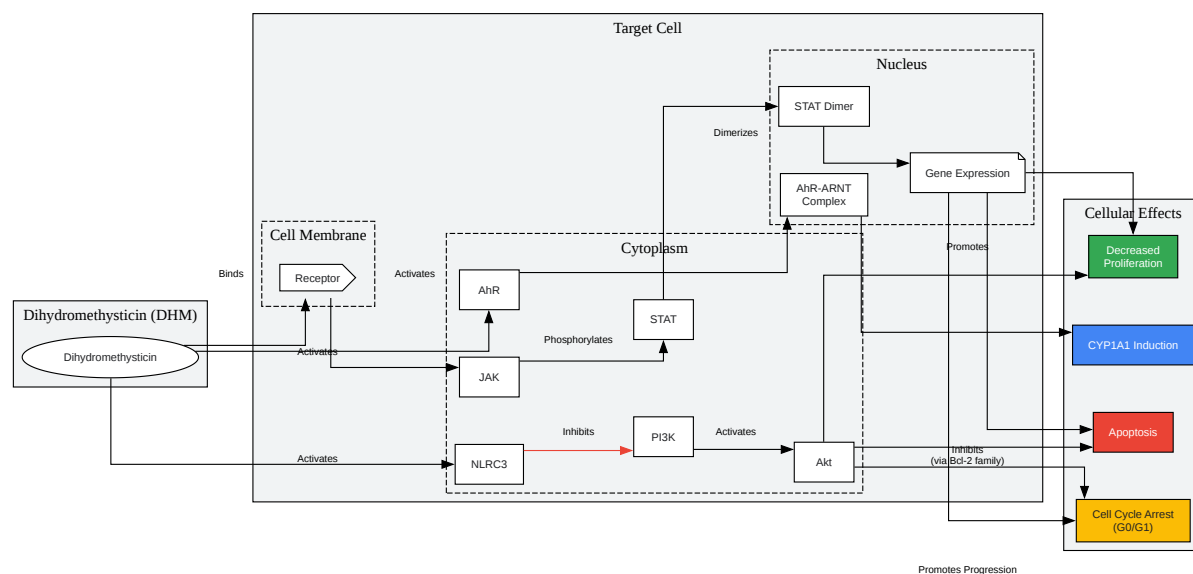 Target Cell
Nucleus
STAT Dimer
Dimerizes
Gene Expression
AhR-ARNT
Complex
Cellular Effects
Cell Membrane
Cytoplasm
Promotes
Decreased
Proliferation
Binds
Receptor
Activates
AhR
Dihydromethysticin (DHM)
STAT
Phosphorylates
Dihydromethysticin
Activates
CYP1A1 Induction
JAK
Inhibits
PI3K
Activates
Apoptosis
Activates
NLRC3
Akt
Inhibits
(via Bcl-2 family)
Cell Cycle Arrest
(G0/G1)
Promotes Progression